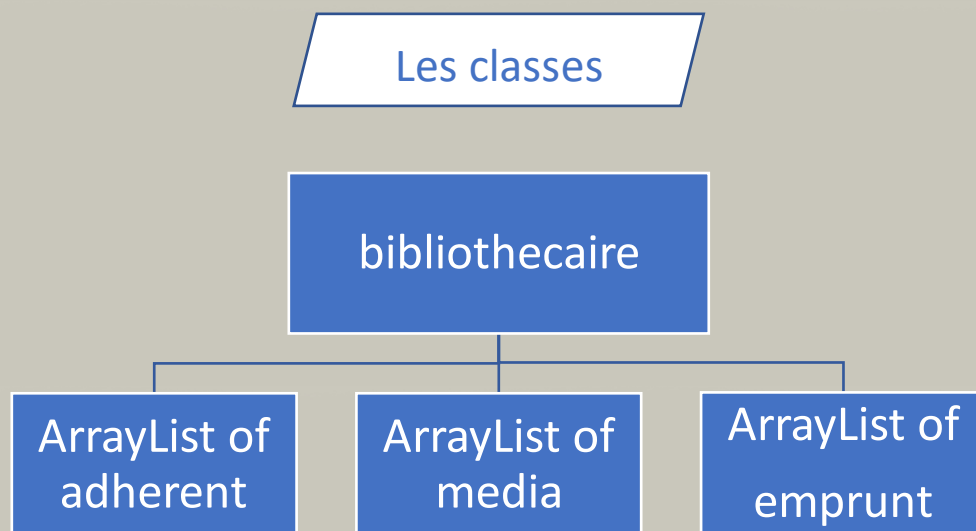 Les classes
bibliothecaire
ArrayList of
adherent
ArrayList of
media
ArrayList of
emprunt